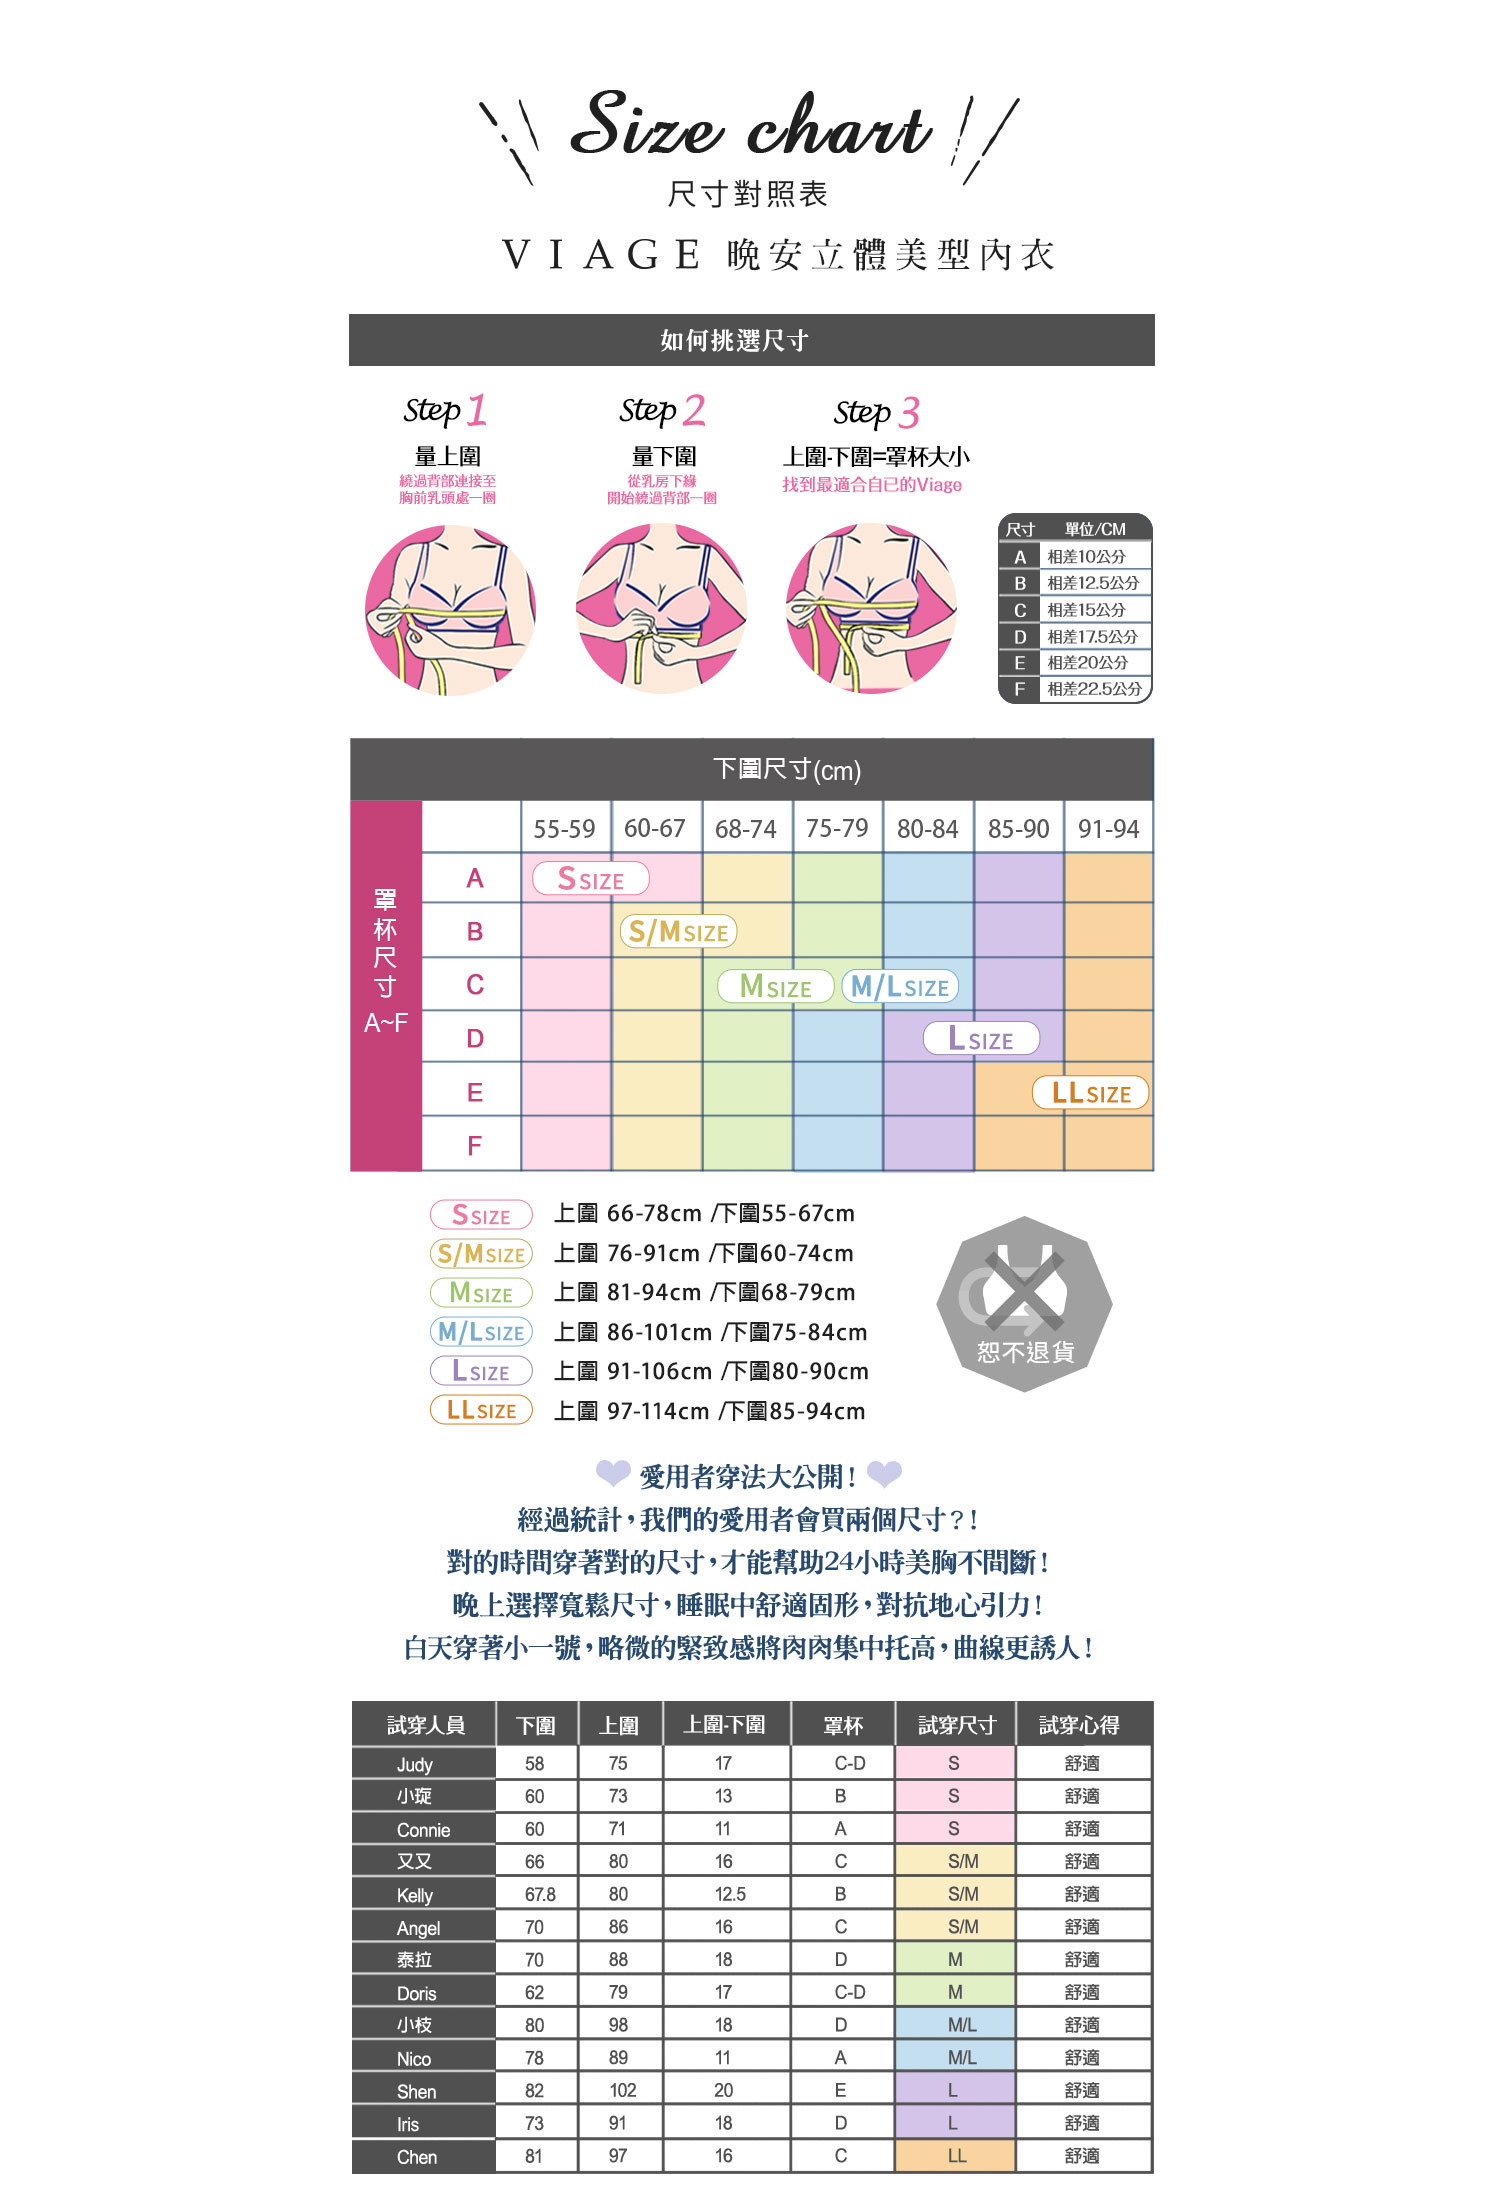 Size chart
尺寸對照表
VIAGE 晚安立體美型內衣
如何挑選尺寸
Step 1
量上圍
繞過背部連接至
胸前乳頭處一圈
Step 2
量下圍
從乳房下緣
開始繞過背部一圈
Step 3
上圍-下圍=罩杯大小
找到最適合自已的Viage
尺寸 單位/CM
A 相差10公分
B 相差12.5公分
C 相差15公分
D 相差17.5公分
E 相差20公分
F 相差22.5公分
下圍尺寸(cm)
罩杯尺寸 A~F
55-59 60-67 68-74 75-79 80-84 85-90 91-94
A S SIZE
B S/M SIZE
C M SIZE M/L SIZE
D L SIZE
E LL SIZE
F
S SIZE 上圍 66-78cm /下圍55-67cm
S/M SIZE 上圍 76-91cm /下圍60-74cm
M SIZE 上圍 81-94cm /下圍68-79cm
M/L SIZE 上圍 86-101cm /下圍75-84cm
L SIZE 上圍 91-106cm /下圍80-90cm
LL SIZE 上圍 97-114cm /下圍85-94cm
恕不退貨
愛用者穿法大公開!
經過統計,我們的愛用者會買兩個尺寸?!
對的時間穿著對的尺寸,才能幫助24小時美胸不間斷!
晚上選擇寬鬆尺寸,睡眠中舒適固形,對抗地心引力!
白天穿著小一號,略微的緊致感將肉肉集中托高,曲線更誘人!
試穿人員 下圍 上圍 上圍-下圍 罩杯 試穿尺寸 試穿心得
Judy 58 75 17 C-D S 舒適
小琁 60 73 13 B S 舒適
Connie 60 71 11 A S 舒適
又又 66 80 16 C S/M 舒適
Kelly 67.8 80 12.5 B S/M 舒適
Angel 70 86 16 C S/M 舒適
泰拉 70 88 18 D M 舒適
Doris 62 79 17 C-D M 舒適
小枝 80 98 18 D M/L 舒適
Nico 78 89 11 A M/L 舒適
Shen 82 102 20 E L 舒適
Iris 73 91 18 D L 舒適
Chen 81 97 16 C LL 舒適